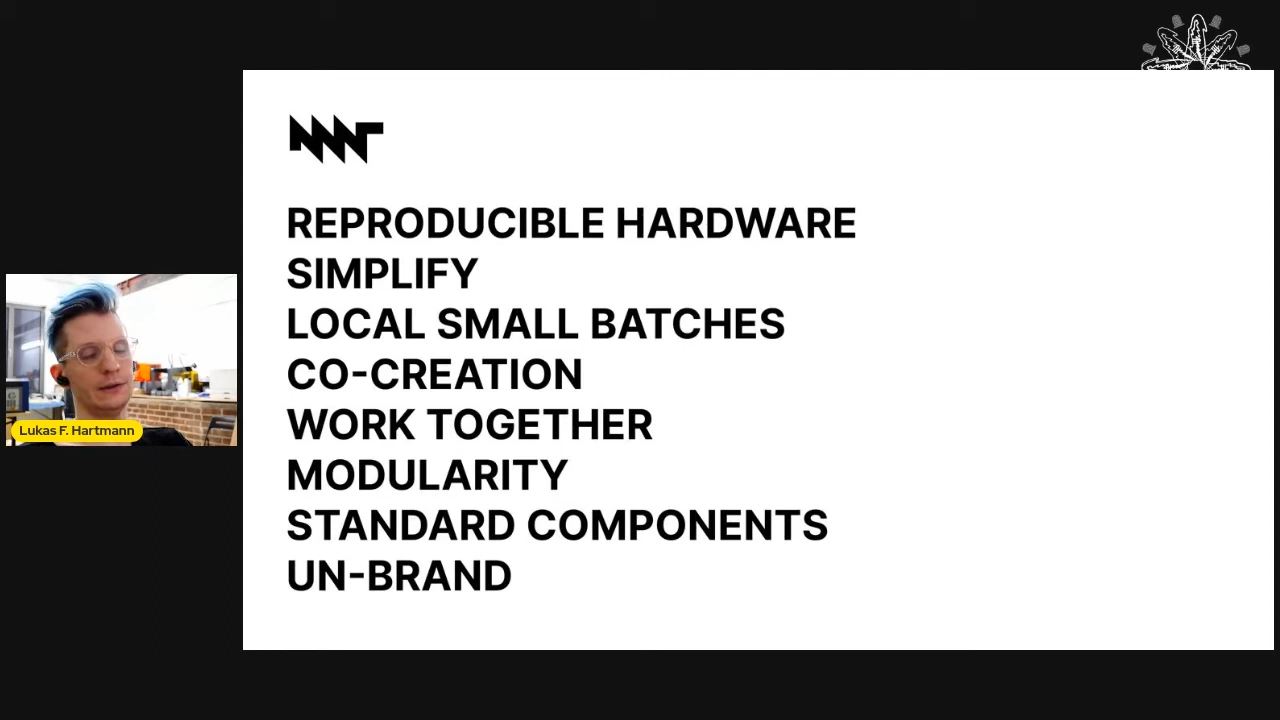 REPRODUCIBLE HARDWARE
SIMPLIFY
LOCAL SMALL BATCHES
CO-CREATION
WORK TOGETHER
MODULARITY
STANDARD COMPONENTS
UN-BRAND
Lukas F. Hartmann